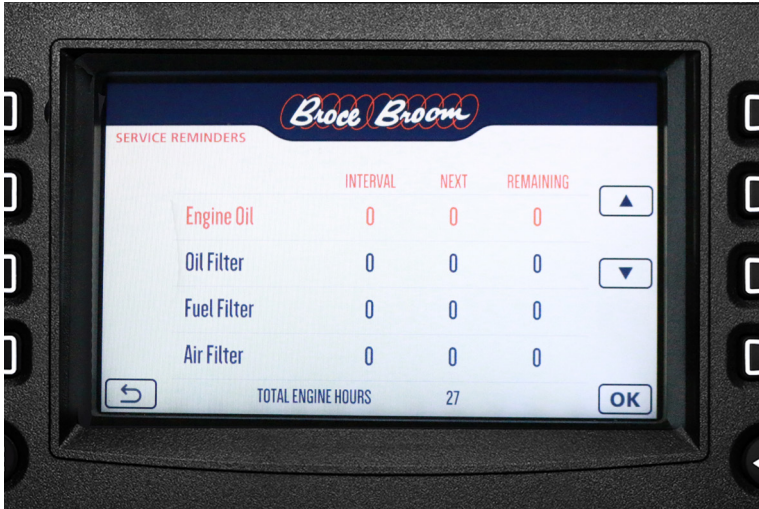 Broce Broom
SERVICE REMINDERS
INTERVAL NEXT REMAINING
Engine Oil 0 0 0
Oil Filter 0 0 0
Fuel Filter 0 0 0
Air Filter 0 0 0
TOTAL ENGINE HOURS 27 OK